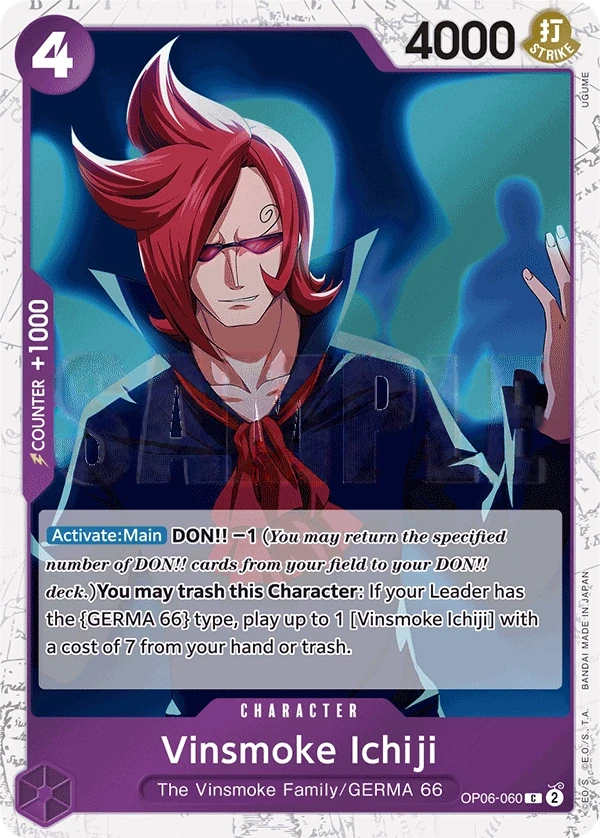 4
4000
打
STRIKE
UGUME
COUNTER +1000
SAMPLE
Activate:Main DON!! −1 (You may return the specified
number of DON!! cards from your field to your DON!!
deck.)You may trash this Character: If your Leader has
the {GERMA 66} type, play up to 1 [Vinsmoke Ichiji] with
a cost of 7 from your hand or trash.
CHARACTER
Vinsmoke Ichiji
The Vinsmoke Family/GERMA 66
OP06-060 C 2
©E.O/S. ©E.O./S.,T.A. BANDAI MADE IN JAPAN